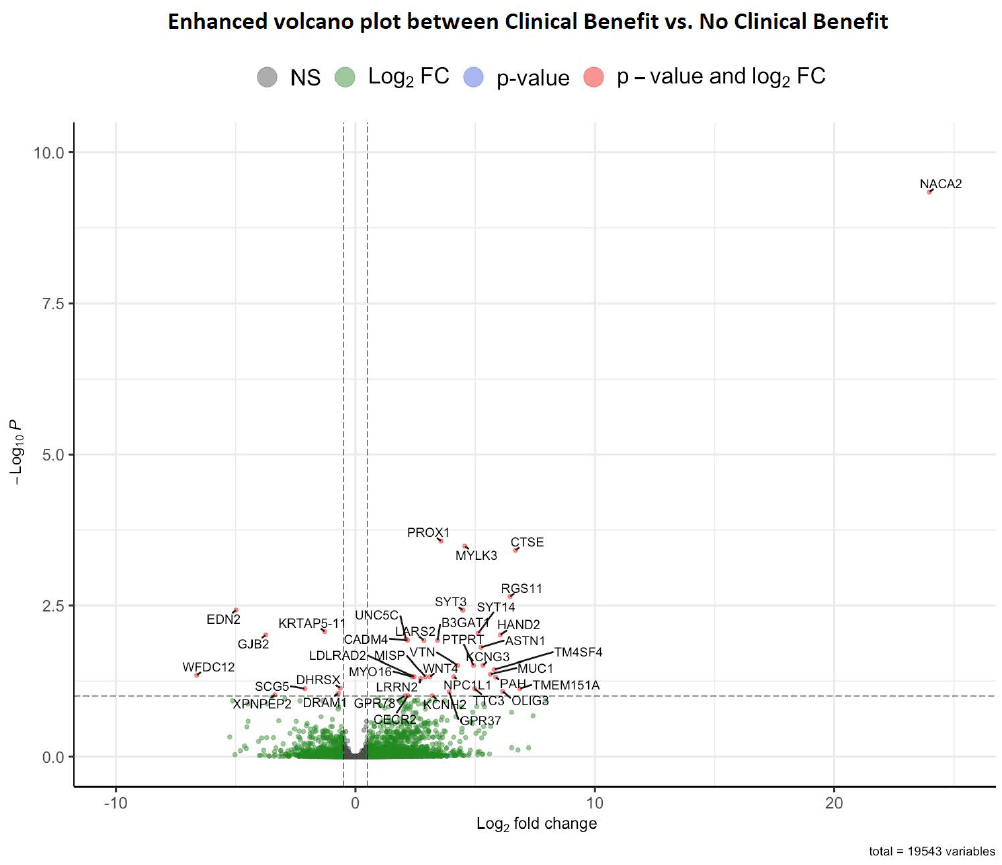 Enhanced volcano plot between Clinical Benefit vs. No Clinical Benefit
NS Log₂ FC p-value p – value and log₂ FC
10.0
NACA2
7.5
5.0
−Log₁₀ P
PROX1
CTSE
MYLK3
RGS11
2.5
SYT3
SYT14
EDN2
UNC5C
KRTAP5-11
LARS2
B3GAT1
HAND2
GJB2
CADM4
PTPRT
ASTN1
LDLRAD2
MISP
VTN
KCNG3
TM4SF4
WFDC12
MYO16
WNT4
MUC1
SCG5
DHRSX
LRRN2
NPC1L1
PAH
TMEM151A
XPNPEP2
DRAM1
GPR78
KCNH2
TTC3
OLIG3
CECR2
GPR37
0.0
-10 0 10 20
Log₂ fold change
total = 19543 variables